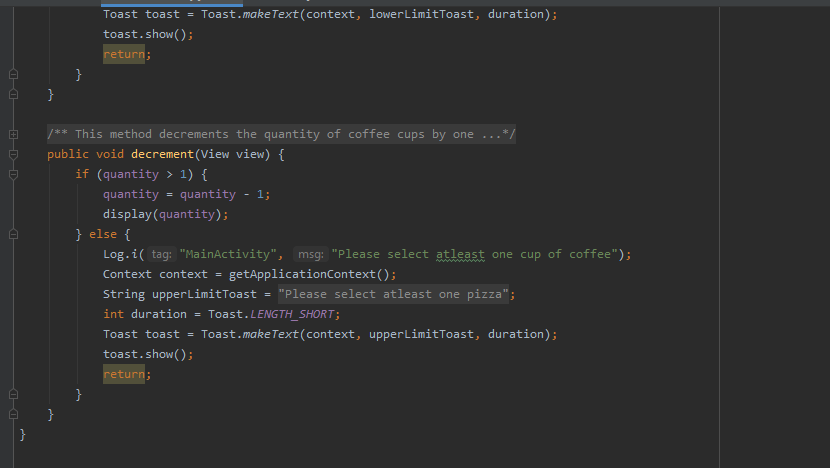 Toast toast = Toast.makeText(context, lowerLimitToast, duration);
toast.show();
return;
}
}
/** This method decrements the quantity of coffee cups by one ...*/
public void decrement(View view) {
if (quantity > 1) {
quantity = quantity - 1;
display(quantity);
} else {
Log.i( tag: "MainActivity", msg: "Please select atleast one cup of coffee");
Context context = getApplicationContext();
String upperLimitToast = "Please select atleast one pizza";
int duration = Toast.LENGTH_SHORT;
Toast toast = Toast.makeText(context, upperLimitToast, duration);
toast.show();
return;
}
}
}